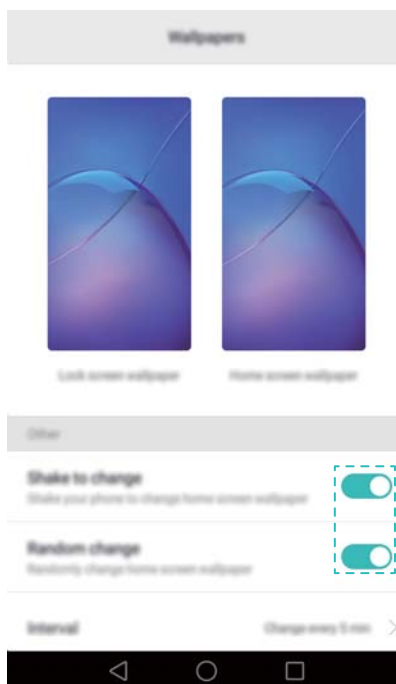 Wallpapers
Lock screen wallpaper
Home screen wallpaper
Other
Shake to change
Shake your phone to change home screen wallpaper
Random change
Randomly change home screen wallpaper
Interval
Change every 5 min